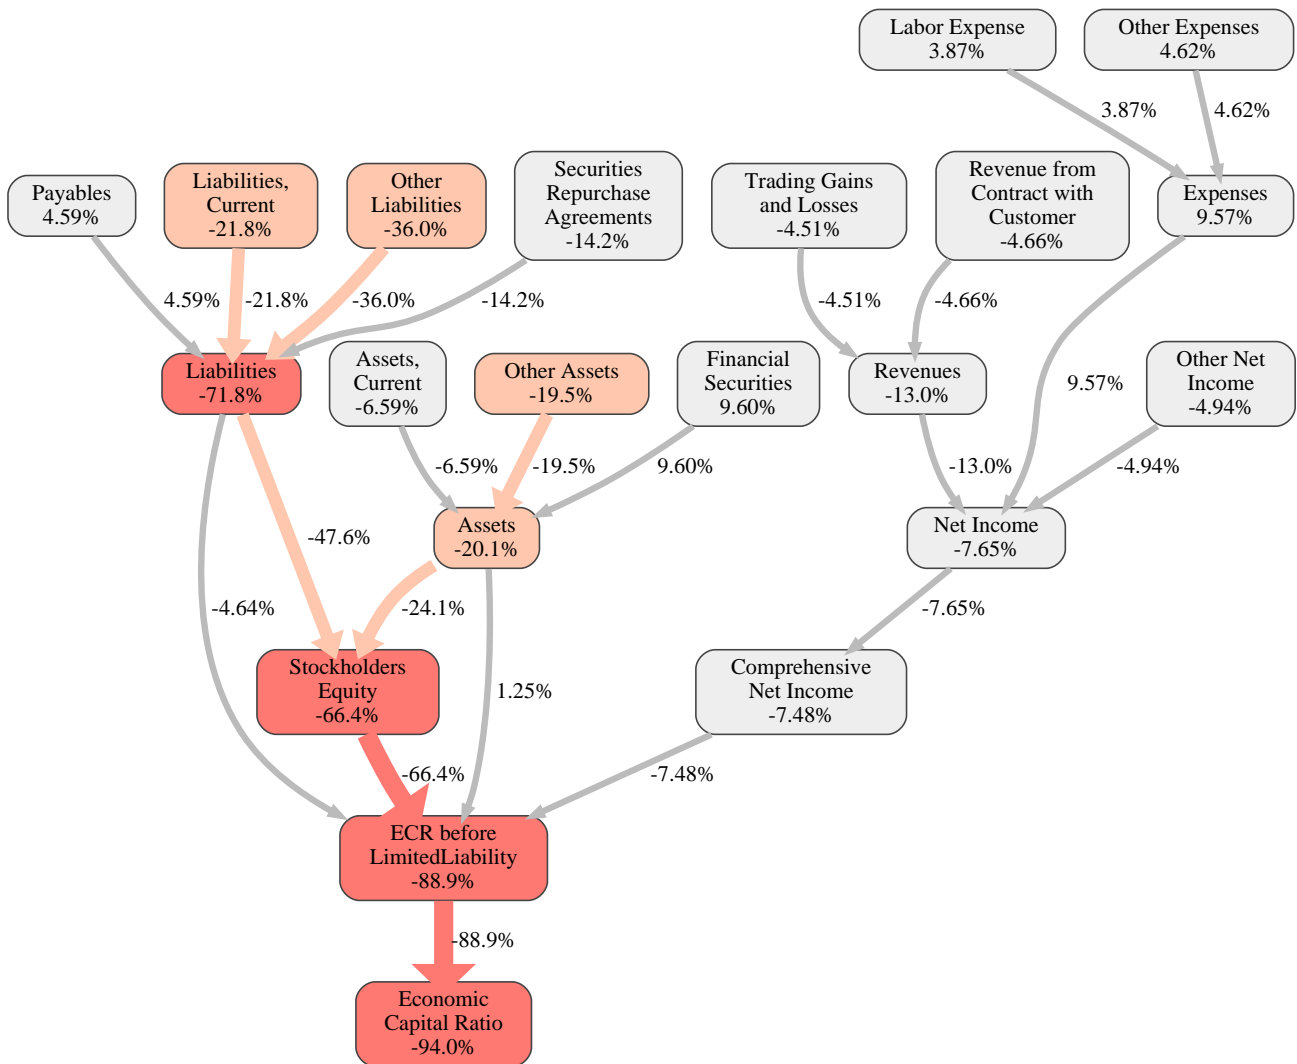 Labor Expense
3.87%
Other Expenses
4.62%
3.87%
4.62%
Payables
4.59%
Liabilities,
Current
-21.8%
Other
Liabilities
-36.0%
Securities
Repurchase
Agreements
-14.2%
Trading Gains
and Losses
-4.51%
Revenue from
Contract with
Customer
-4.66%
Expenses
9.57%
4.59%
-21.8%
-36.0%
-14.2%
-4.51%
-4.66%
9.57%
Liabilities
-71.8%
Assets,
Current
-6.59%
Other Assets
-19.5%
Financial
Securities
9.60%
Revenues
-13.0%
Other Net
Income
-4.94%
-6.59%
-19.5%
9.60%
-13.0%
-4.94%
Assets
-20.1%
Net Income
-7.65%
-47.6%
-4.64%
-24.1%
1.25%
-7.65%
Stockholders
Equity
-66.4%
Comprehensive
Net Income
-7.48%
-66.4%
-7.48%
ECR before
LimitedLiability
-88.9%
-88.9%
Economic
Capital Ratio
-94.0%